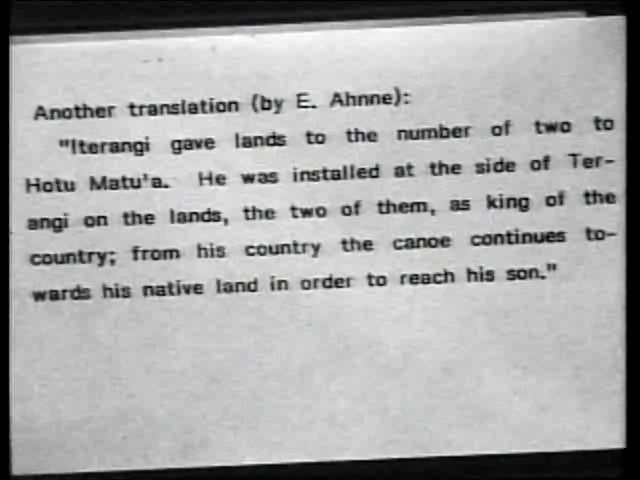 Another translation (by E. Ahnne):
"Iterangi gave lands to the number of two to
Hotu Matu'a. He was installed at the side of Ter-
angi on the lands, the two of them, as king of the
country; from his country the canoe continues to-
wards his native land in order to reach his son."